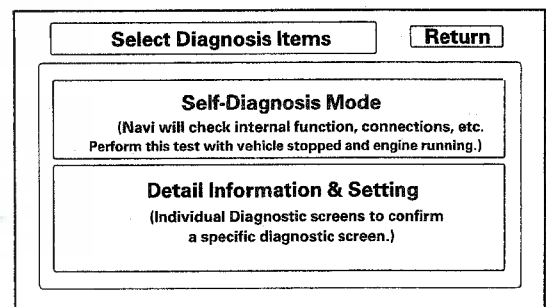 Select Diagnosis Items
Return
Self-Diagnosis Mode
(Navi will check internal function, connections, etc.
Perform this test with vehicle stopped and engine running.)
Detail Information & Setting
(Individual Diagnostic screens to confirm
a specific diagnostic screen.)